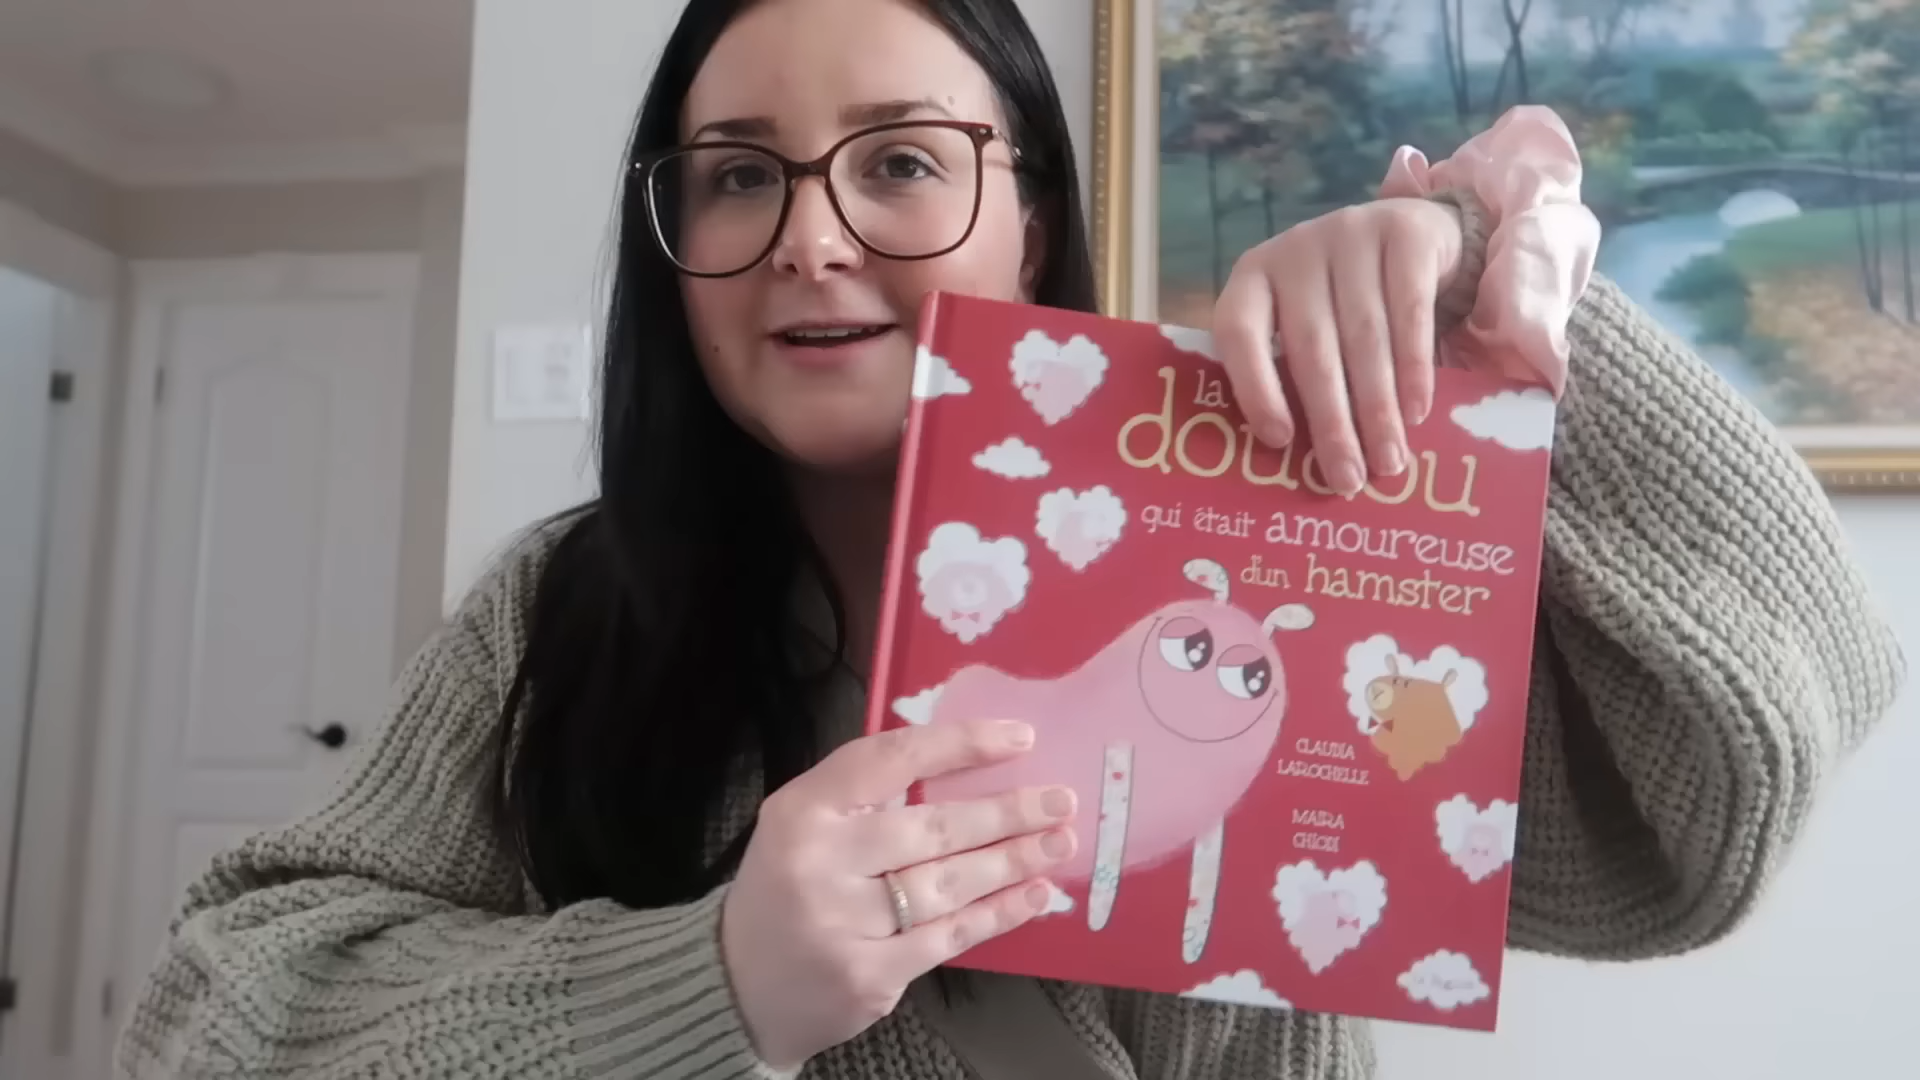 la
doudou
qui était amoureuse
d'un hamster
CLAUDIA
LAROCHELLE
MAIRA
CHIODI